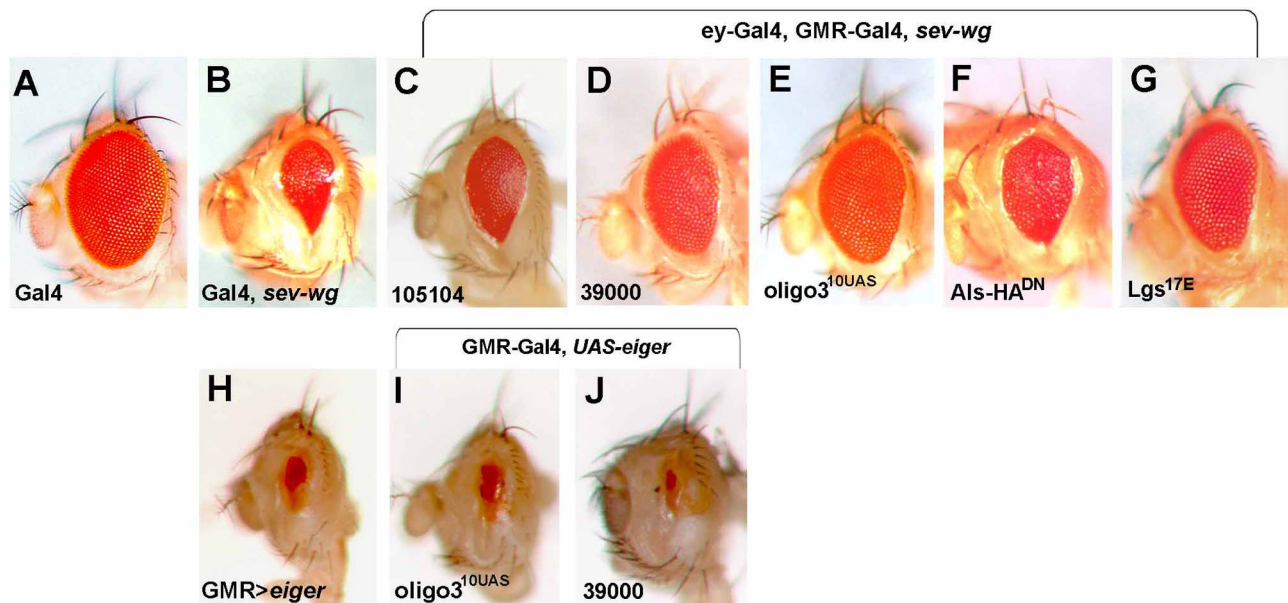 ey-Gal4, GMR-Gal4, sev-wg
A B C D E F G
Gal4 Gal4, sev-wg 105104 39000 oligo3^10UAS Als-HA^DN Lgs^17E
GMR-Gal4, UAS-eiger
H I J
GMR>eiger oligo3^10UAS 39000